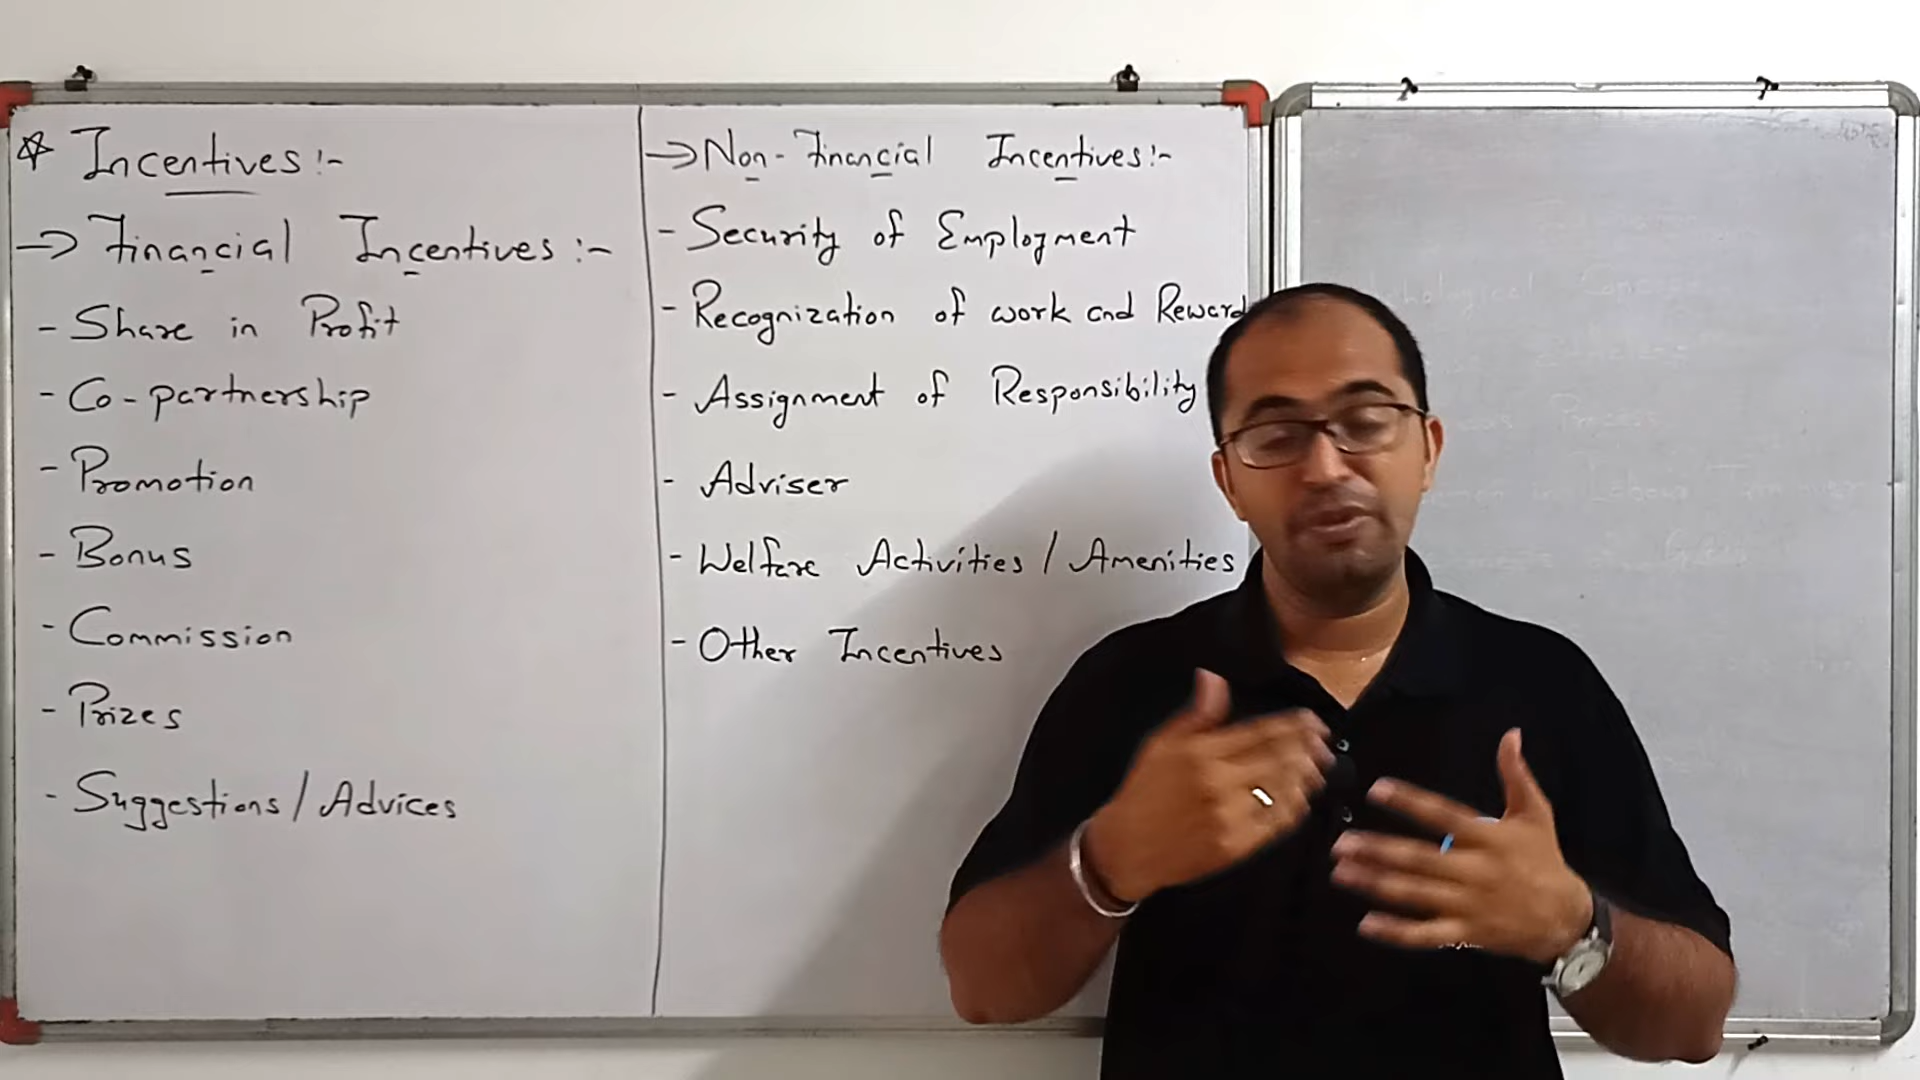 ☆ Incentives:-
→ Financial Incentives:-
- Share in Profit
- Co-partnership
- Promotion
- Bonus
- Commission
- Prizes
- Suggestions/Advices
→ Non-Financial Incentives:-
- Security of Employment
- Recognization of work and Reward
- Assignment of Responsibility
- Adviser
- Welfare Activities / Amenities
- Other Incentives